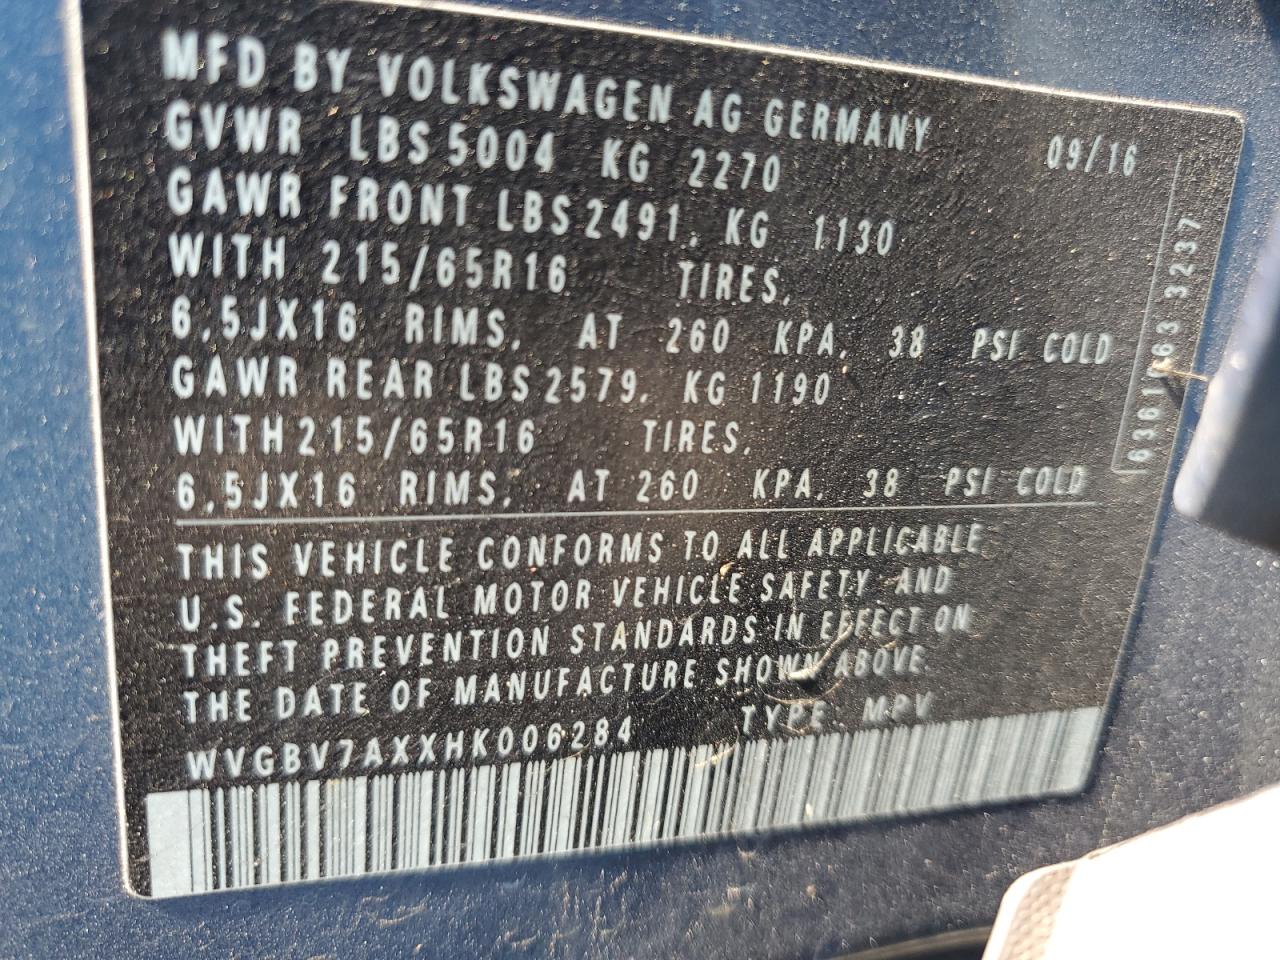 MFD BY VOLKSWAGEN AG GERMANY
GVWR LBS 5004 KG 2270 09/16
GAWR FRONT LBS 2491, KG 1130
WITH 215/65R16 TIRES,
6,5JX16 RIMS, AT 260 KPA, 38 PSI COLD
GAWR REAR LBS 2579, KG 1190
WITH 215/65R16 TIRES,
6,5JX16 RIMS, AT 260 KPA, 38 PSI COLD
THIS VEHICLE CONFORMS TO ALL APPLICABLE
U.S. FEDERAL MOTOR VEHICLE SAFETY AND
THEFT PREVENTION STANDARDS IN EFFECT ON
THE DATE OF MANUFACTURE SHOWN ABOVE.
WVGBV7AXXHK006284 TYPE: MPV
3237